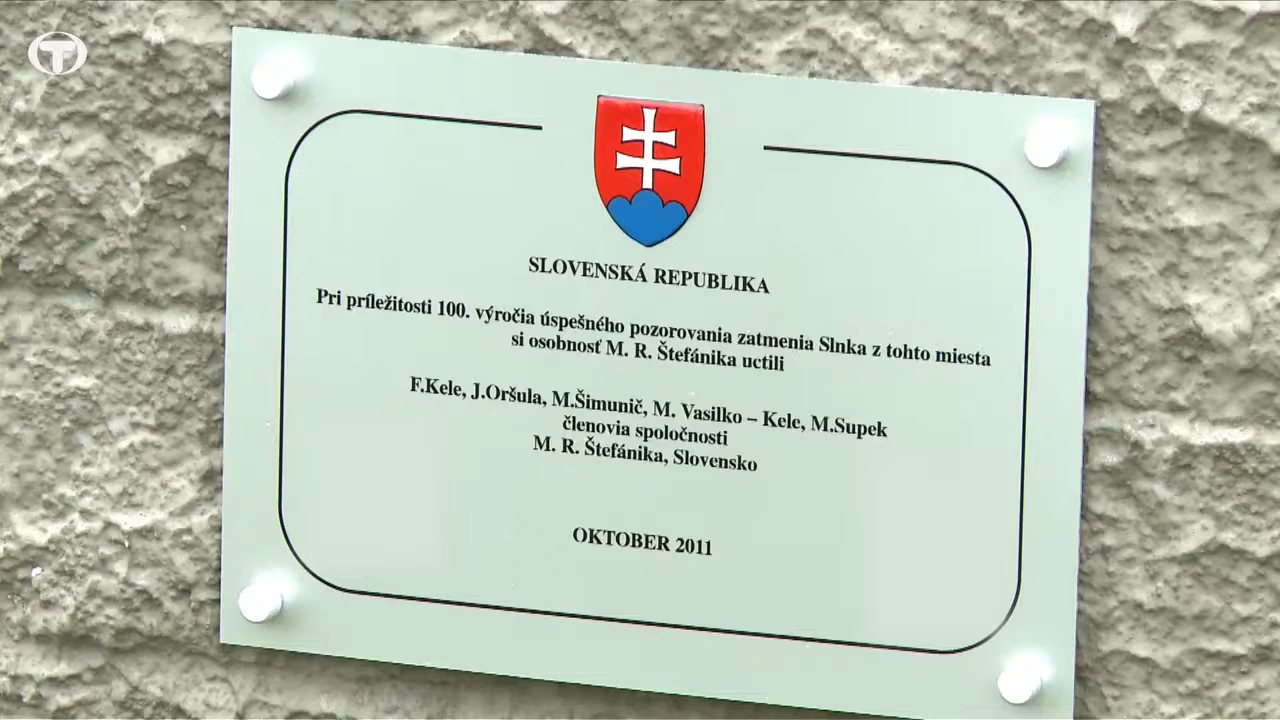 T
SLOVENSKÁ REPUBLIKA
Pri príležitosti 100. výročia úspešného pozorovania zatmenia Slnka z tohto miesta
si osobnosť M. R. Štefánika uctili
F.Kele, J.Oršula, M.Šimunič, M. Vasilko – Kele, M.Supek
členovia spoločnosti
M. R. Štefánika, Slovensko
OKTOBER 2011